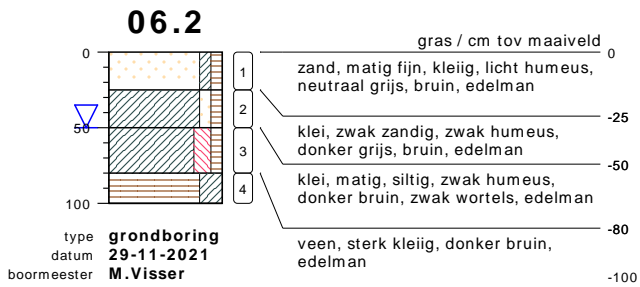 06.2
gras / cm tov maaiveld
0
50
100
1
2
3
4
0
zand, matig fijn, kleiig, licht humeus,
neutraal grijs, bruin, edelman
-25
klei, zwak zandig, zwak humeus,
donker grijs, bruin, edelman
-50
klei, matig, siltig, zwak humeus,
donker bruin, zwak wortels, edelman
-80
veen, sterk kleiig, donker bruin,
edelman
-100
type grondboring
datum 29-11-2021
boormeester M.Visser